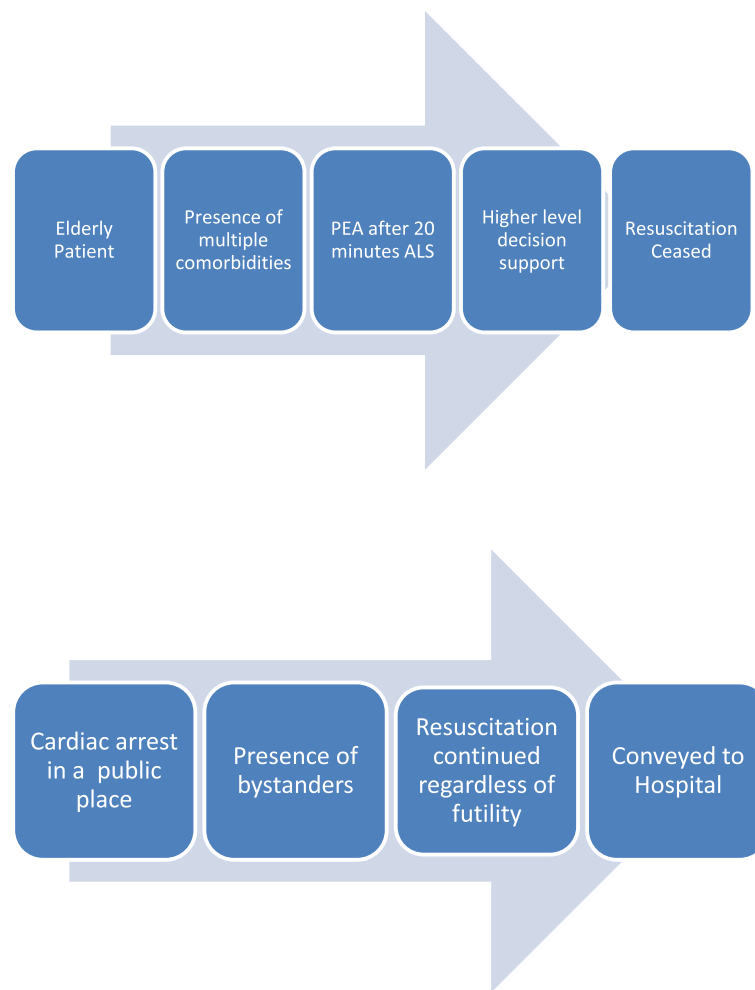 Elderly
Patient
Presence of
multiple
comorbidities
PEA after 20
minutes ALS
Higher level
decision
support
Resuscitation
Ceased
Cardiac arrest
in a  public
place
Presence of
bystanders
Resuscitation
continued
regardless of
futility
Conveyed to
Hospital